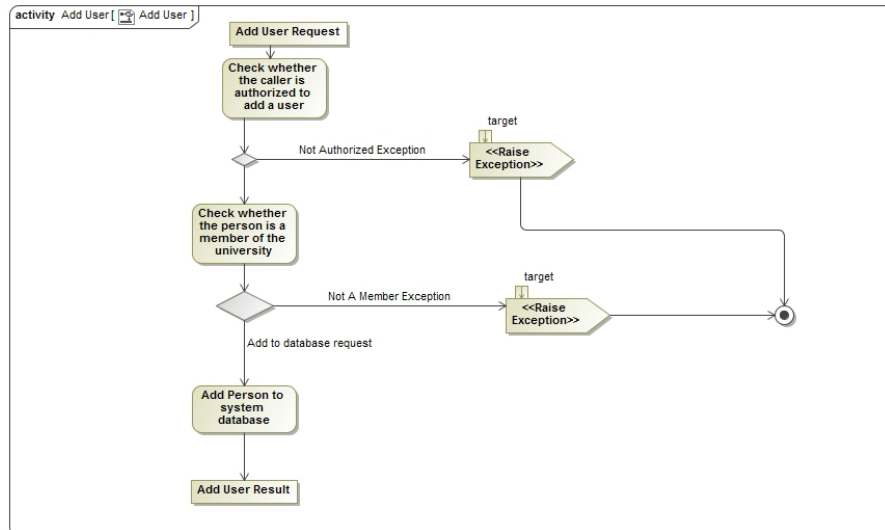 activity Add User [ Add User ]
Add User Request
Check whether
the caller is
authorized to
add a user
target
Not Authorized Exception
<<Raise
Exception>>
Check whether
the person is a
member of the
university
target
Not A Member Exception
<<Raise
Exception>>
Add to database request
Add Person to
system
database
Add User Result